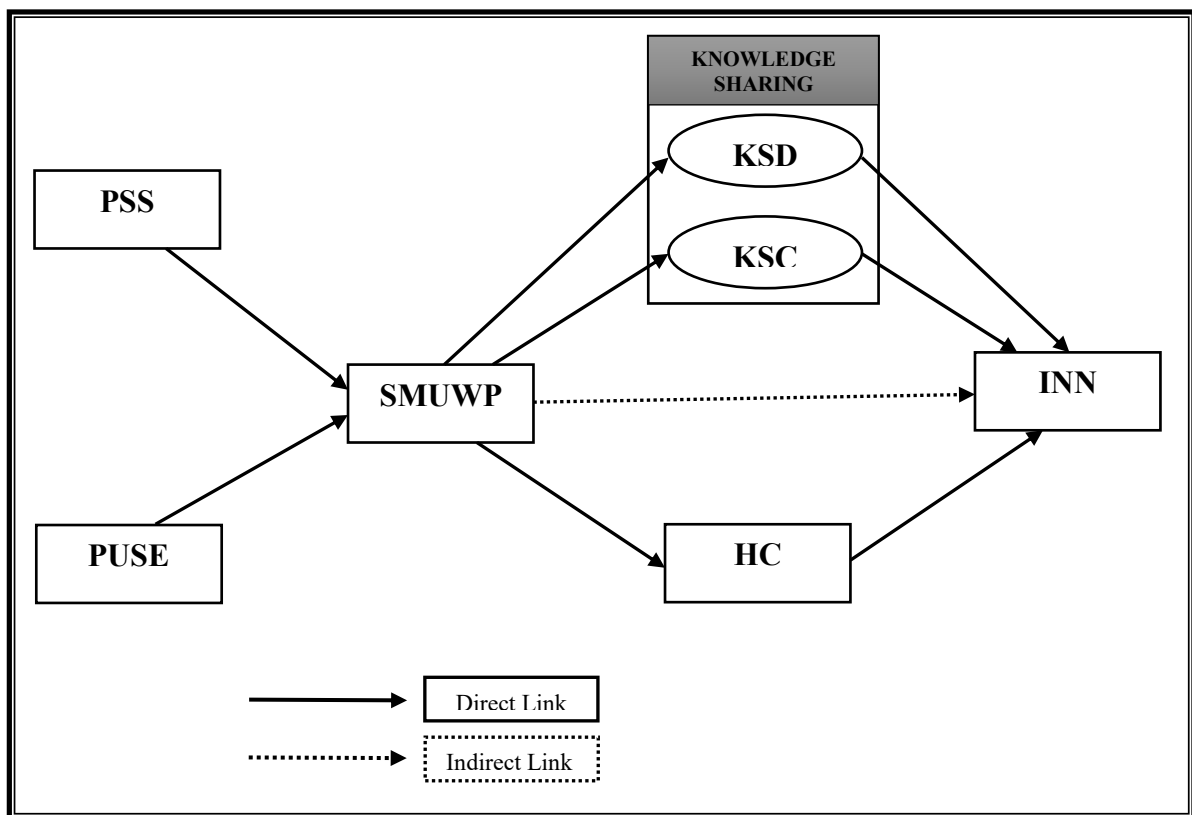 KNOWLEDGE
SHARING
KSD
PSS
KSC
SMUWP
INN
PUSE
HC
Direct Link
Indirect Link